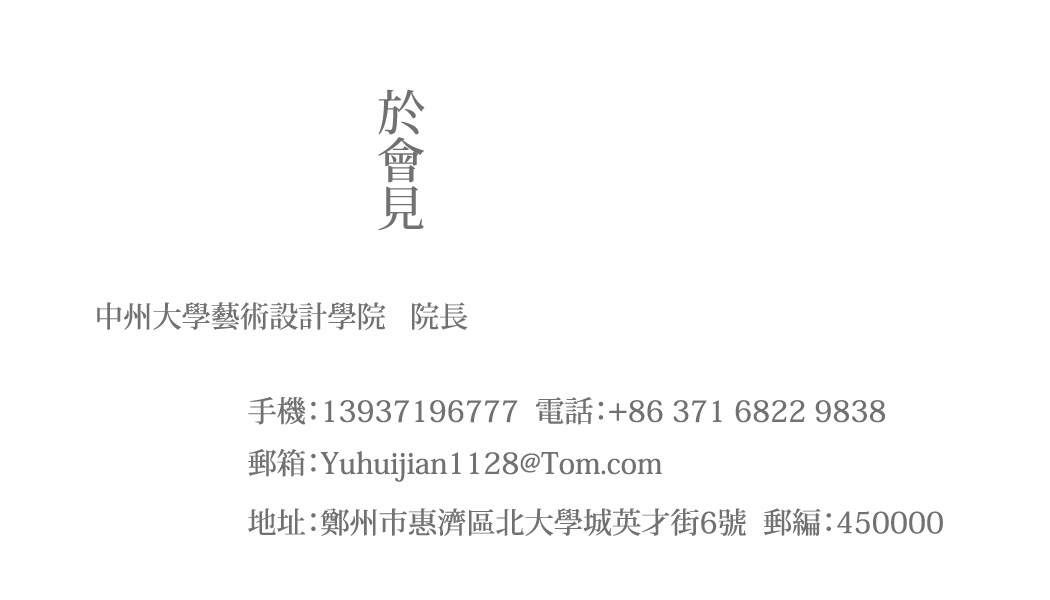 於會見
中州大學藝術設計學院 院長
手機:13937196777 電話:+86 371 6822 9838
郵箱:Yuhuijian1128@Tom.com
地址:鄭州市惠濟區北大學城英才街6號 郵編:450000